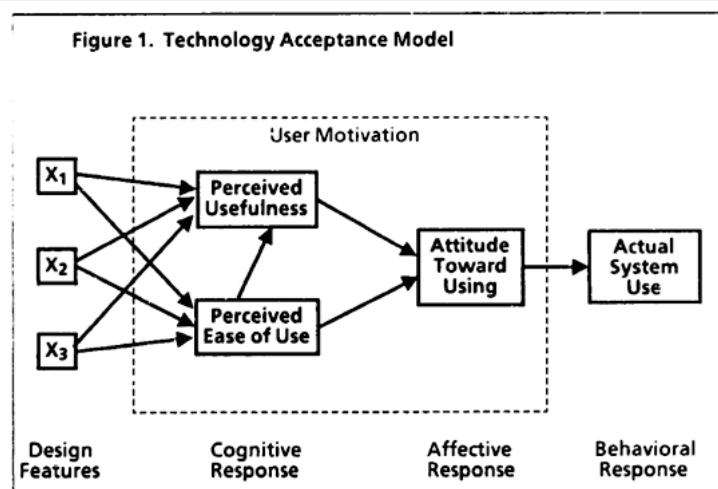 Figure 1. Technology Acceptance Model
User Motivation
X1
Perceived
Usefulness
X2
Attitude
Toward
Using
Actual
System
Use
Perceived
Ease of Use
X3
Design
Features
Cognitive
Response
Affective
Response
Behavioral
Response